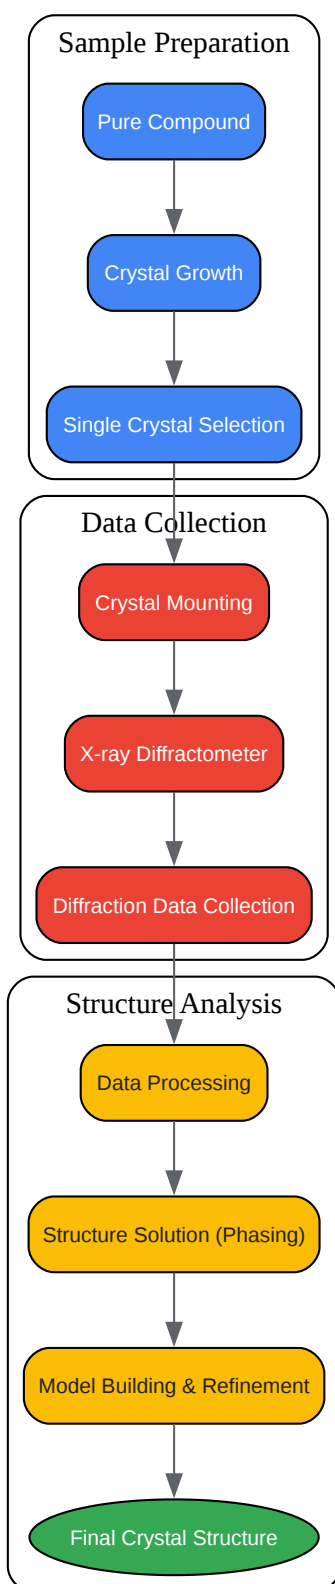 Sample Preparation
Pure Compound
Crystal Growth
Single Crystal Selection
Data Collection
Crystal Mounting
X-ray Diffractometer
Diffraction Data Collection
Structure Analysis
Data Processing
Structure Solution (Phasing)
Model Building & Refinement
Final Crystal Structure